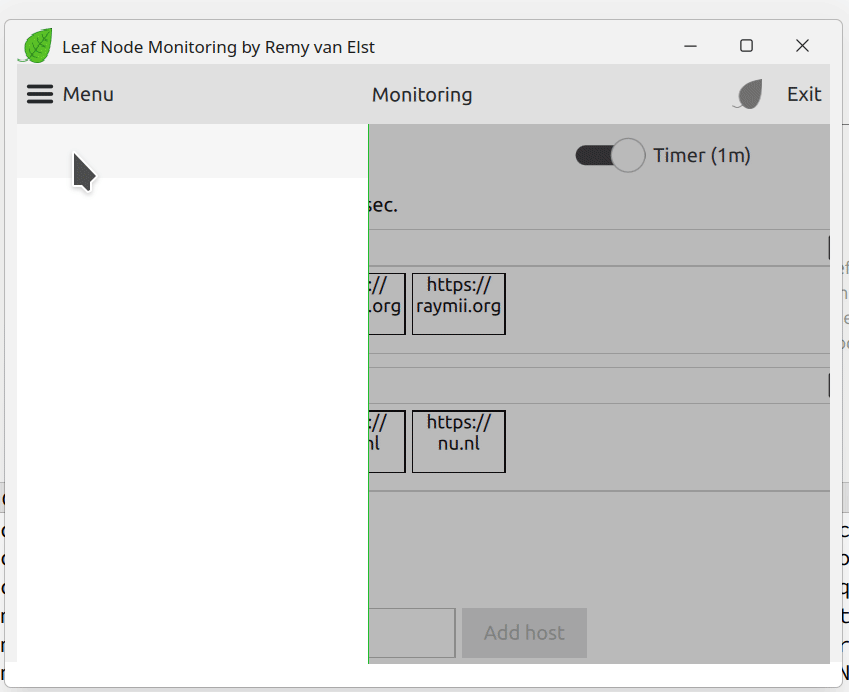 Leaf Node Monitoring by Remy van Elst
Menu Monitoring Exit
Timer (1m)
sec.
:// https://
.org raymii.org
:// https://
nl nu.nl
Add host